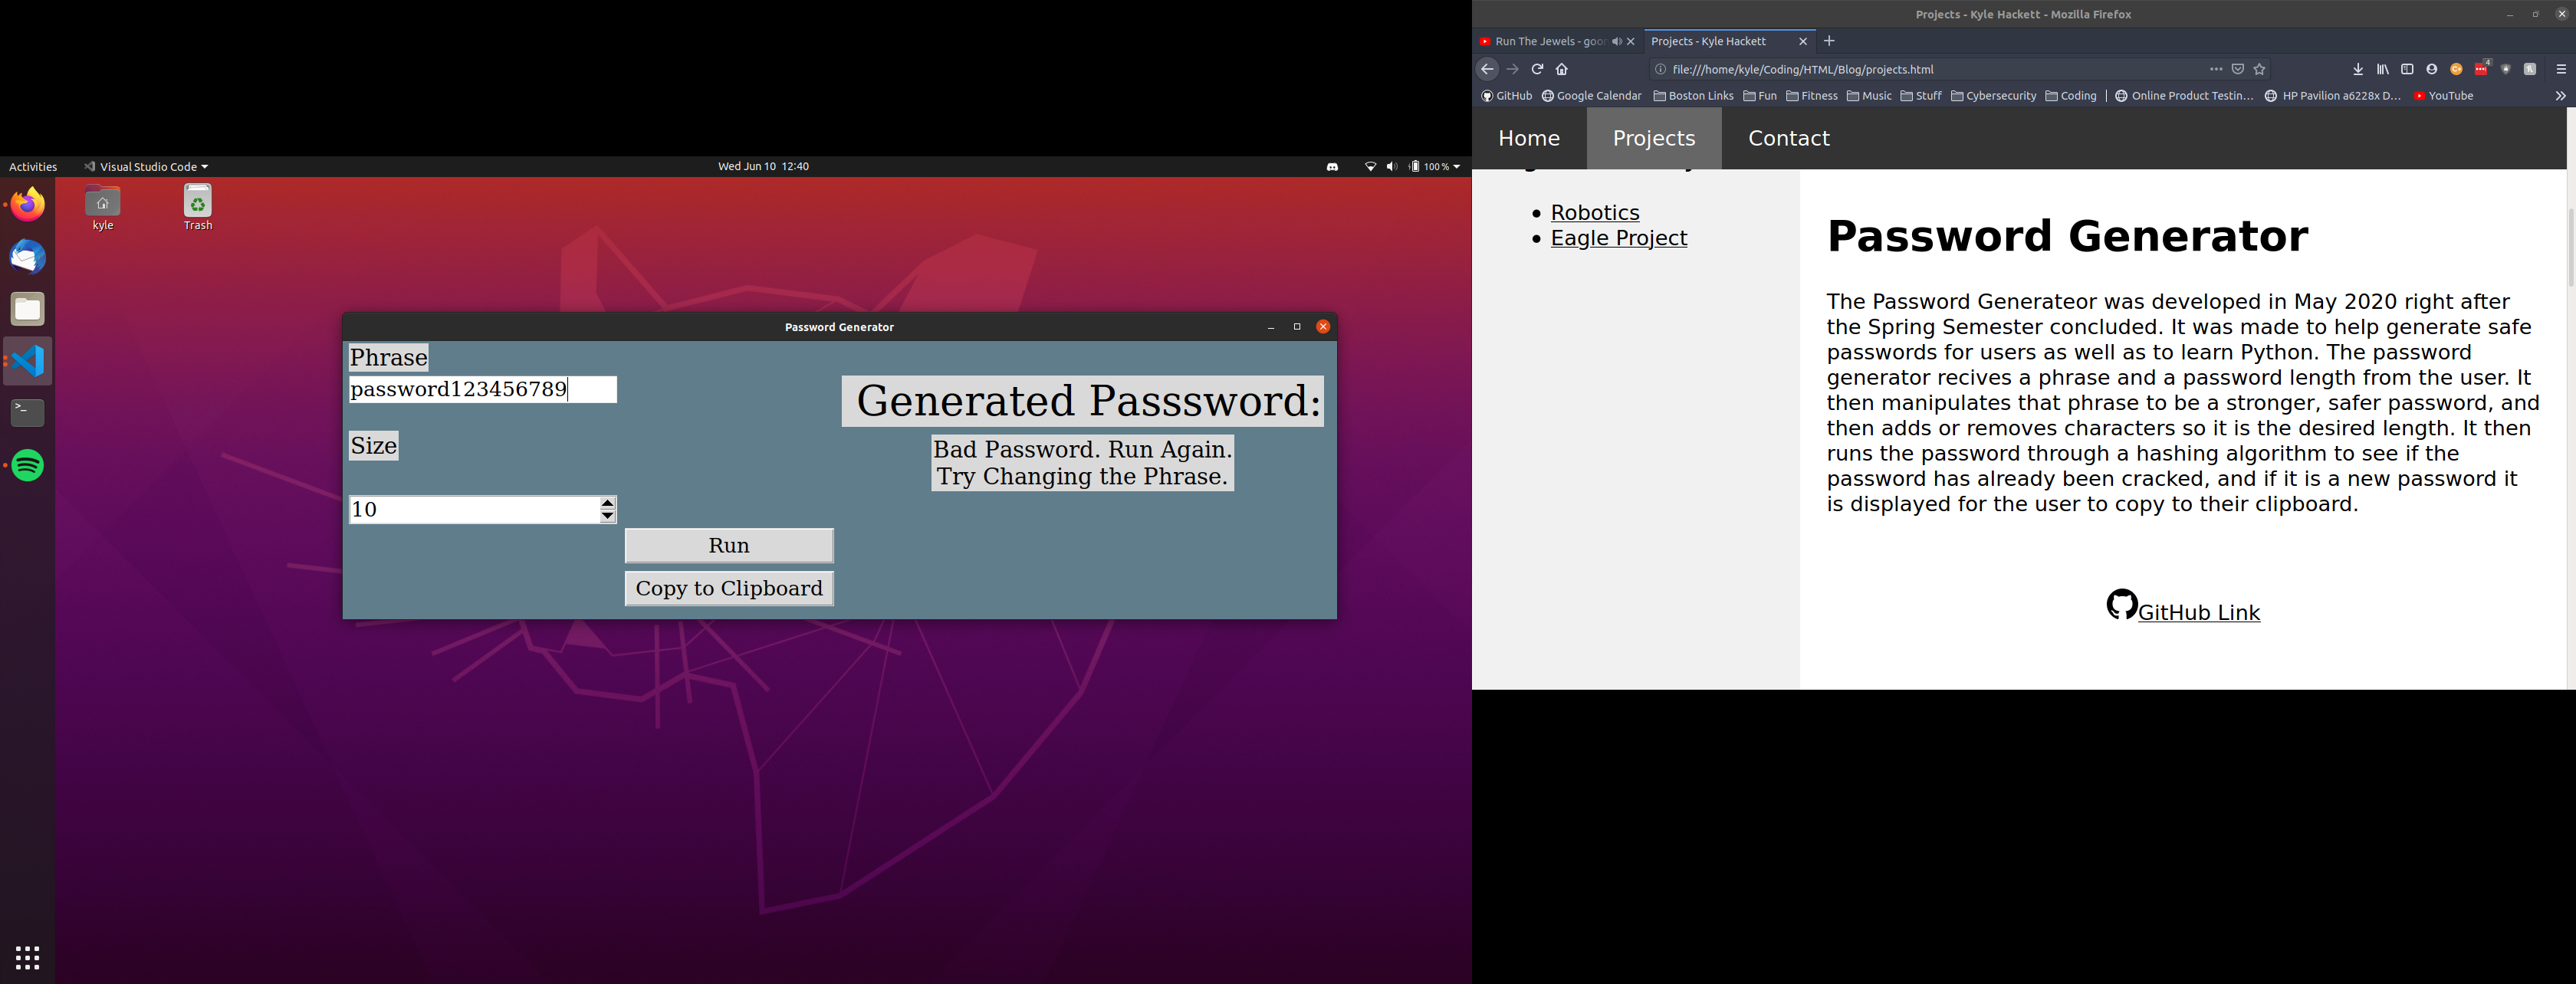 Activities
Visual Studio Code
Wed Jun 10 12:40
100 %
kyle
Trash
>_
Password Generator
Phrase
password123456789
Size
10
Run
Copy to Clipboard
Generated Passsword:
Bad Password. Run Again.
Try Changing the Phrase.
Projects - Kyle Hackett - Mozilla Firefox
Run The Jewels - goon
Projects - Kyle Hackett
file:///home/kyle/Coding/HTML/Blog/projects.html
4
GitHub
Google Calendar
Boston Links
Fun
Fitness
Music
Stuff
Cybersecurity
Coding
Online Product Testin…
HP Pavilion a6228x D…
YouTube
Home
Projects
Contact
Robotics
Eagle Project
Password Generator
The Password Generateor was developed in May 2020 right after
the Spring Semester concluded. It was made to help generate safe
passwords for users as well as to learn Python. The password
generator recives a phrase and a password length from the user. It
then manipulates that phrase to be a stronger, safer password, and
then adds or removes characters so it is the desired length. It then
runs the password through a hashing algorithm to see if the
password has already been cracked, and if it is a new password it
is displayed for the user to copy to their clipboard.
GitHub Link